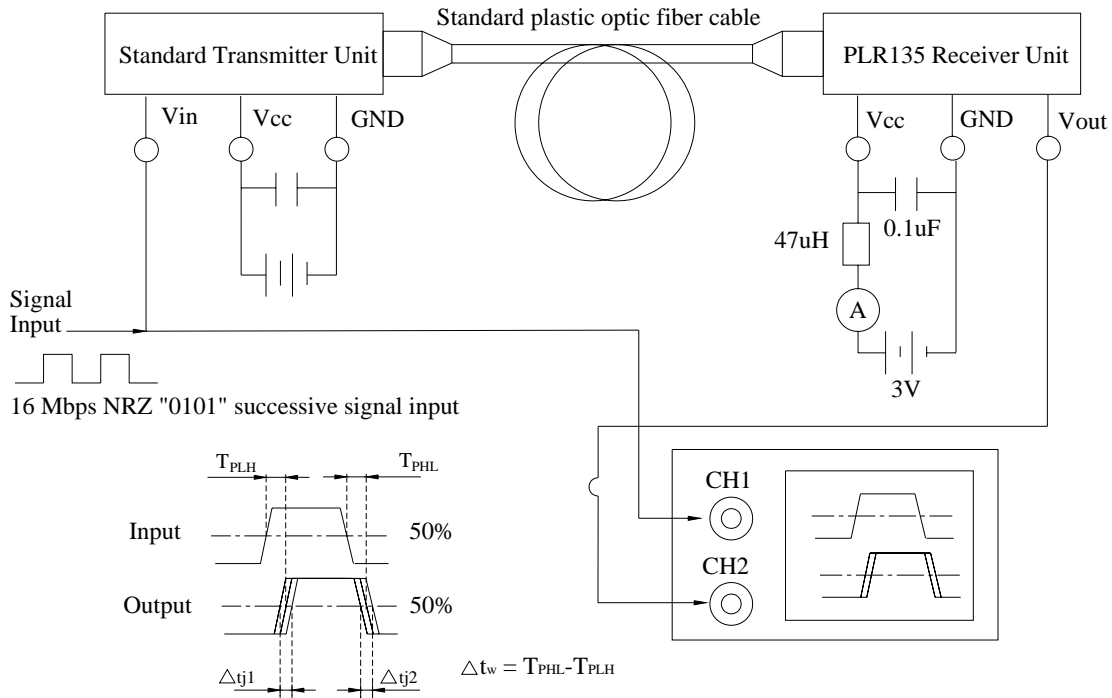 Standard plastic optic fiber cable
Standard Transmitter Unit
PLR135 Receiver Unit
Vin
Vcc
GND
Vcc
GND
Vout
0.1uF
47uH
A
3V
Signal
Input
16 Mbps NRZ "0101" successive signal input
TPLH
TPHL
Input
50%
Output
50%
△tj1
△tj2
△tw = TPHL-TPLH
CH1
CH2